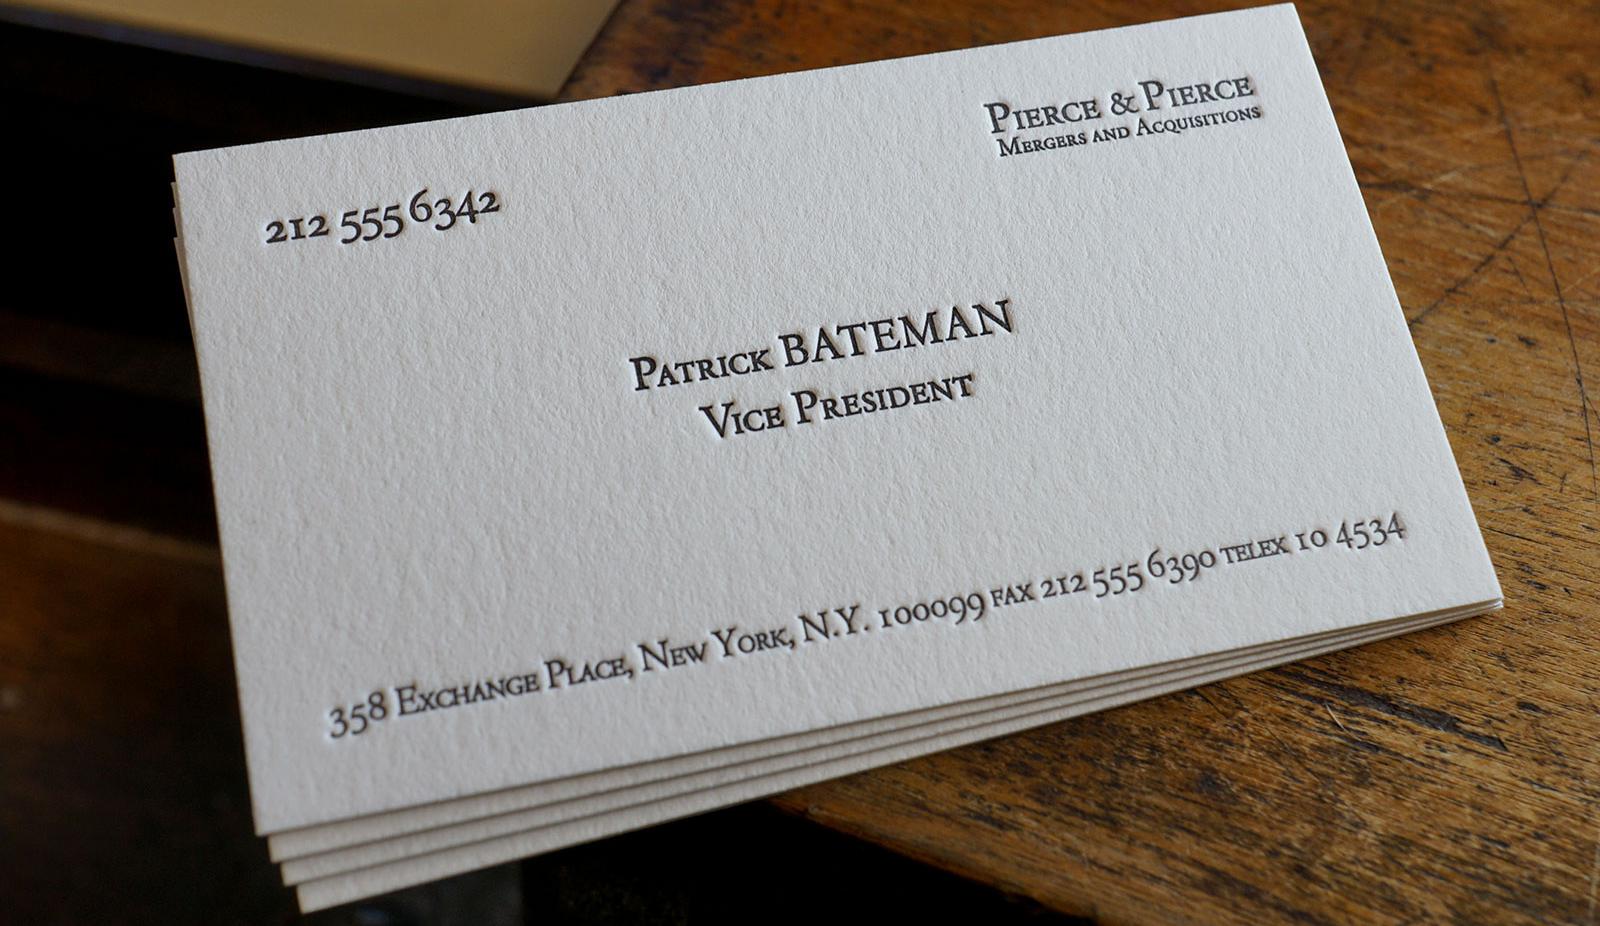 Pierce & Pierce
Mergers and Acquisitions
212 555 6342
Patrick BATEMAN
Vice President
358 Exchange Place, New York, N.Y. 100099 fax 212 555 6390 telex 10 4534